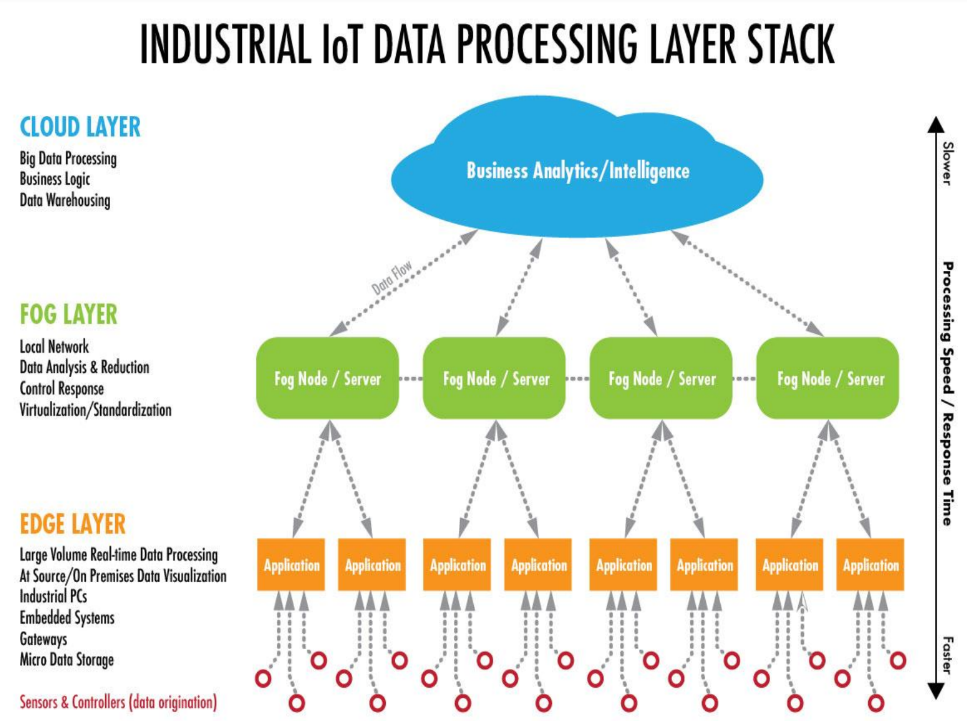 INDUSTRIAL IoT DATA PROCESSING LAYER STACK
CLOUD LAYER
Big Data Processing
Business Logic
Data Warehousing
Business Analytics/Intelligence
Slower
Data Flow
Processing Speed / Response Time
FOG LAYER
Local Network
Data Analysis & Reduction
Control Response
Virtualization/Standardization
Fog Node / Server
Fog Node / Server
Fog Node / Server
Fog Node / Server
EDGE LAYER
Large Volume Real-time Data Processing
At Source/On Premises Data Visualization
Industrial PCs
Embedded Systems
Gateways
Micro Data Storage
Application
Application
Application
Application
Application
Application
Application
Application
Faster
Sensors & Controllers (data origination)